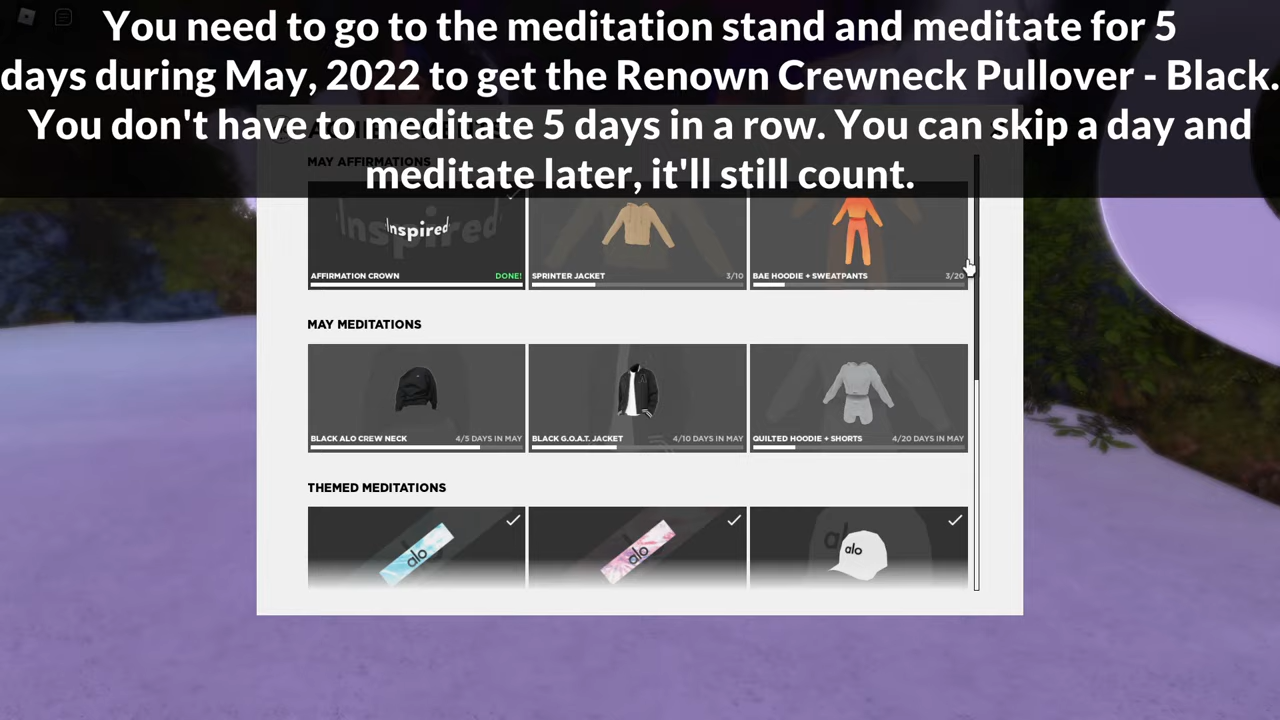 You need to go to the meditation stand and meditate for 5
days during May, 2022 to get the Renown Crewneck Pullover - Black.
You don't have to meditate 5 days in a row. You can skip a day and
meditate later, it'll still count.
MAY AFFIRMATIONS
Inspired
AFFIRMATION CROWN DONE!
SPRINTER JACKET 3/10
BAE HOODIE + SWEATPANTS 3/20
MAY MEDITATIONS
BLACK ALO CREW NECK 4/5 DAYS IN MAY
BLACK G.O.A.T. JACKET 4/10 DAYS IN MAY
QUILTED HOODIE + SHORTS 4/20 DAYS IN MAY
THEMED MEDITATIONS
alo
alo
alo